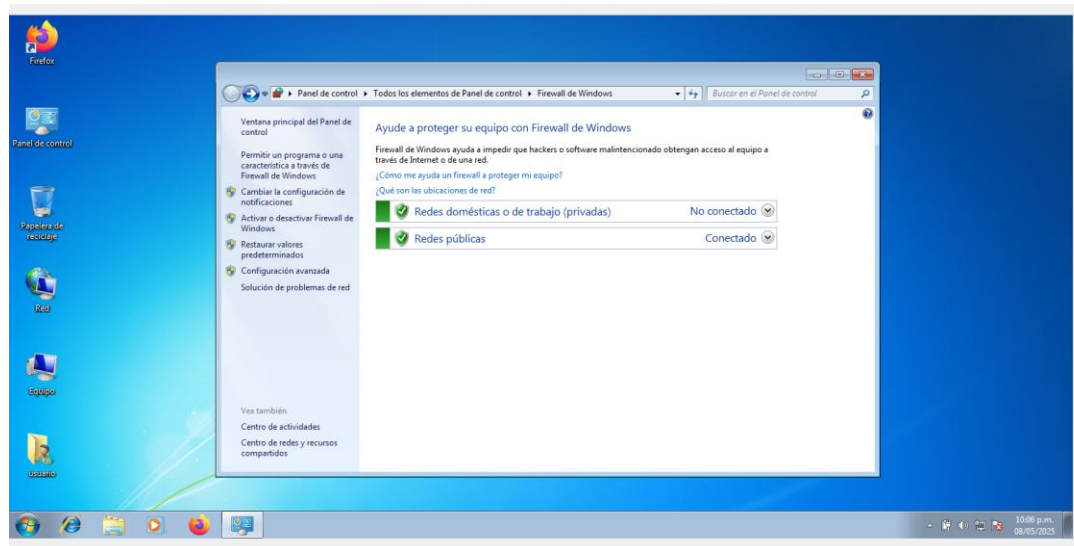 Firefox
Panel de control
Papelera de
reciclaje
Red
Equipo
usuario
Panel de control
Todos los elementos de Panel de control
Firewall de Windows
Buscar en el Panel de control
Ventana principal del Panel de
control
Permitir un programa o una
característica a través de
Firewall de Windows
Cambiar la configuración de
notificaciones
Activar o desactivar Firewall de
Windows
Restaurar valores
predeterminados
Configuración avanzada
Solución de problemas de red
Vea también
Centro de actividades
Centro de redes y recursos
compartidos
Ayude a proteger su equipo con Firewall de Windows
Firewall de Windows ayuda a impedir que hackers o software malintencionado obtengan acceso al equipo a
través de Internet o de una red.
¿Cómo me ayuda un firewall a proteger mi equipo?
¿Qué son las ubicaciones de red?
Redes domésticas o de trabajo (privadas) No conectado
Redes públicas Conectado
10:06 p.m.
08/05/2025